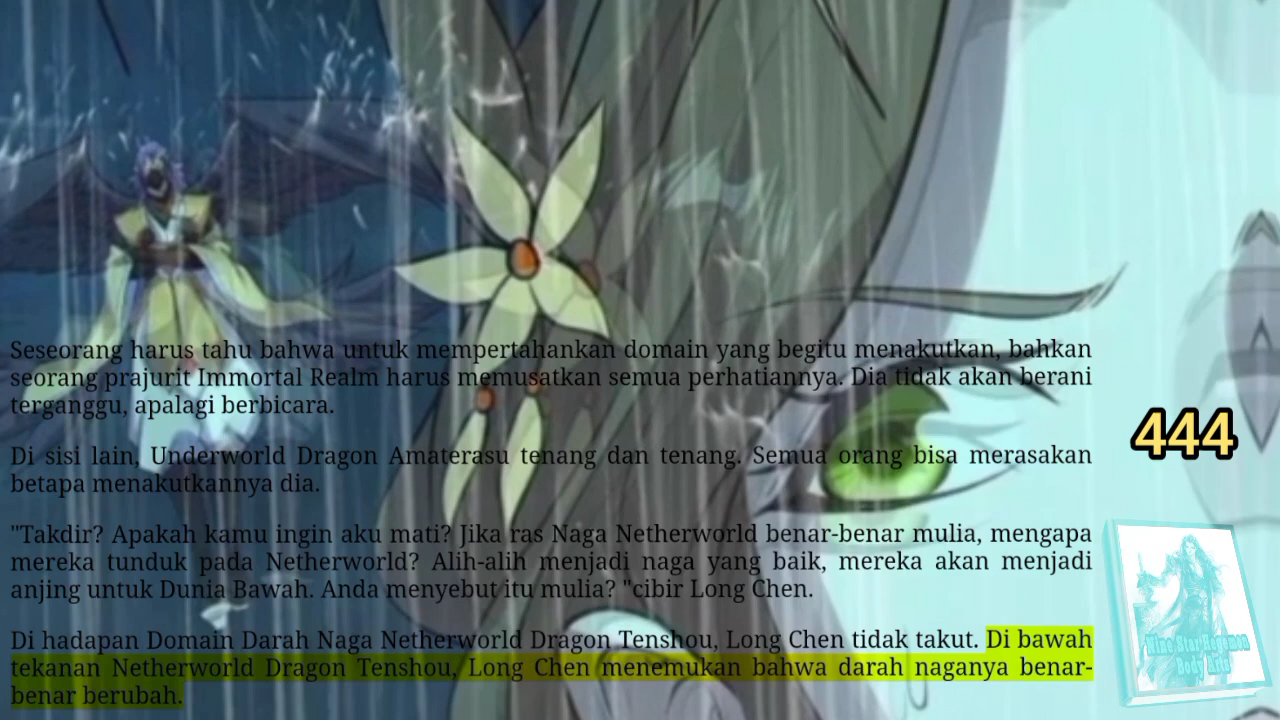 Seseorang harus tahu bahwa untuk mempertahankan domain yang begitu menakutkan, bahkan
seorang prajurit Immortal Realm harus memusatkan semua perhatiannya. Dia tidak akan berani
terganggu, apalagi berbicara.
Di sisi lain, Underworld Dragon Amaterasu tenang dan tenang. Semua orang bisa merasakan
betapa menakutkannya dia.
"Takdir? Apakah kamu ingin aku mati? Jika ras Naga Netherworld benar-benar mulia, mengapa
mereka tunduk pada Netherworld? Alih-alih menjadi naga yang baik, mereka akan menjadi
anjing untuk Dunia Bawah. Anda menyebut itu mulia? "cibir Long Chen.
Di hadapan Domain Darah Naga Netherworld Dragon Tenshou, Long Chen tidak takut. Di bawah
tekanan Netherworld Dragon Tenshou, Long Chen menemukan bahwa darah naganya benar-
benar berubah.
444
Nine Star Hegemon
Body Arts